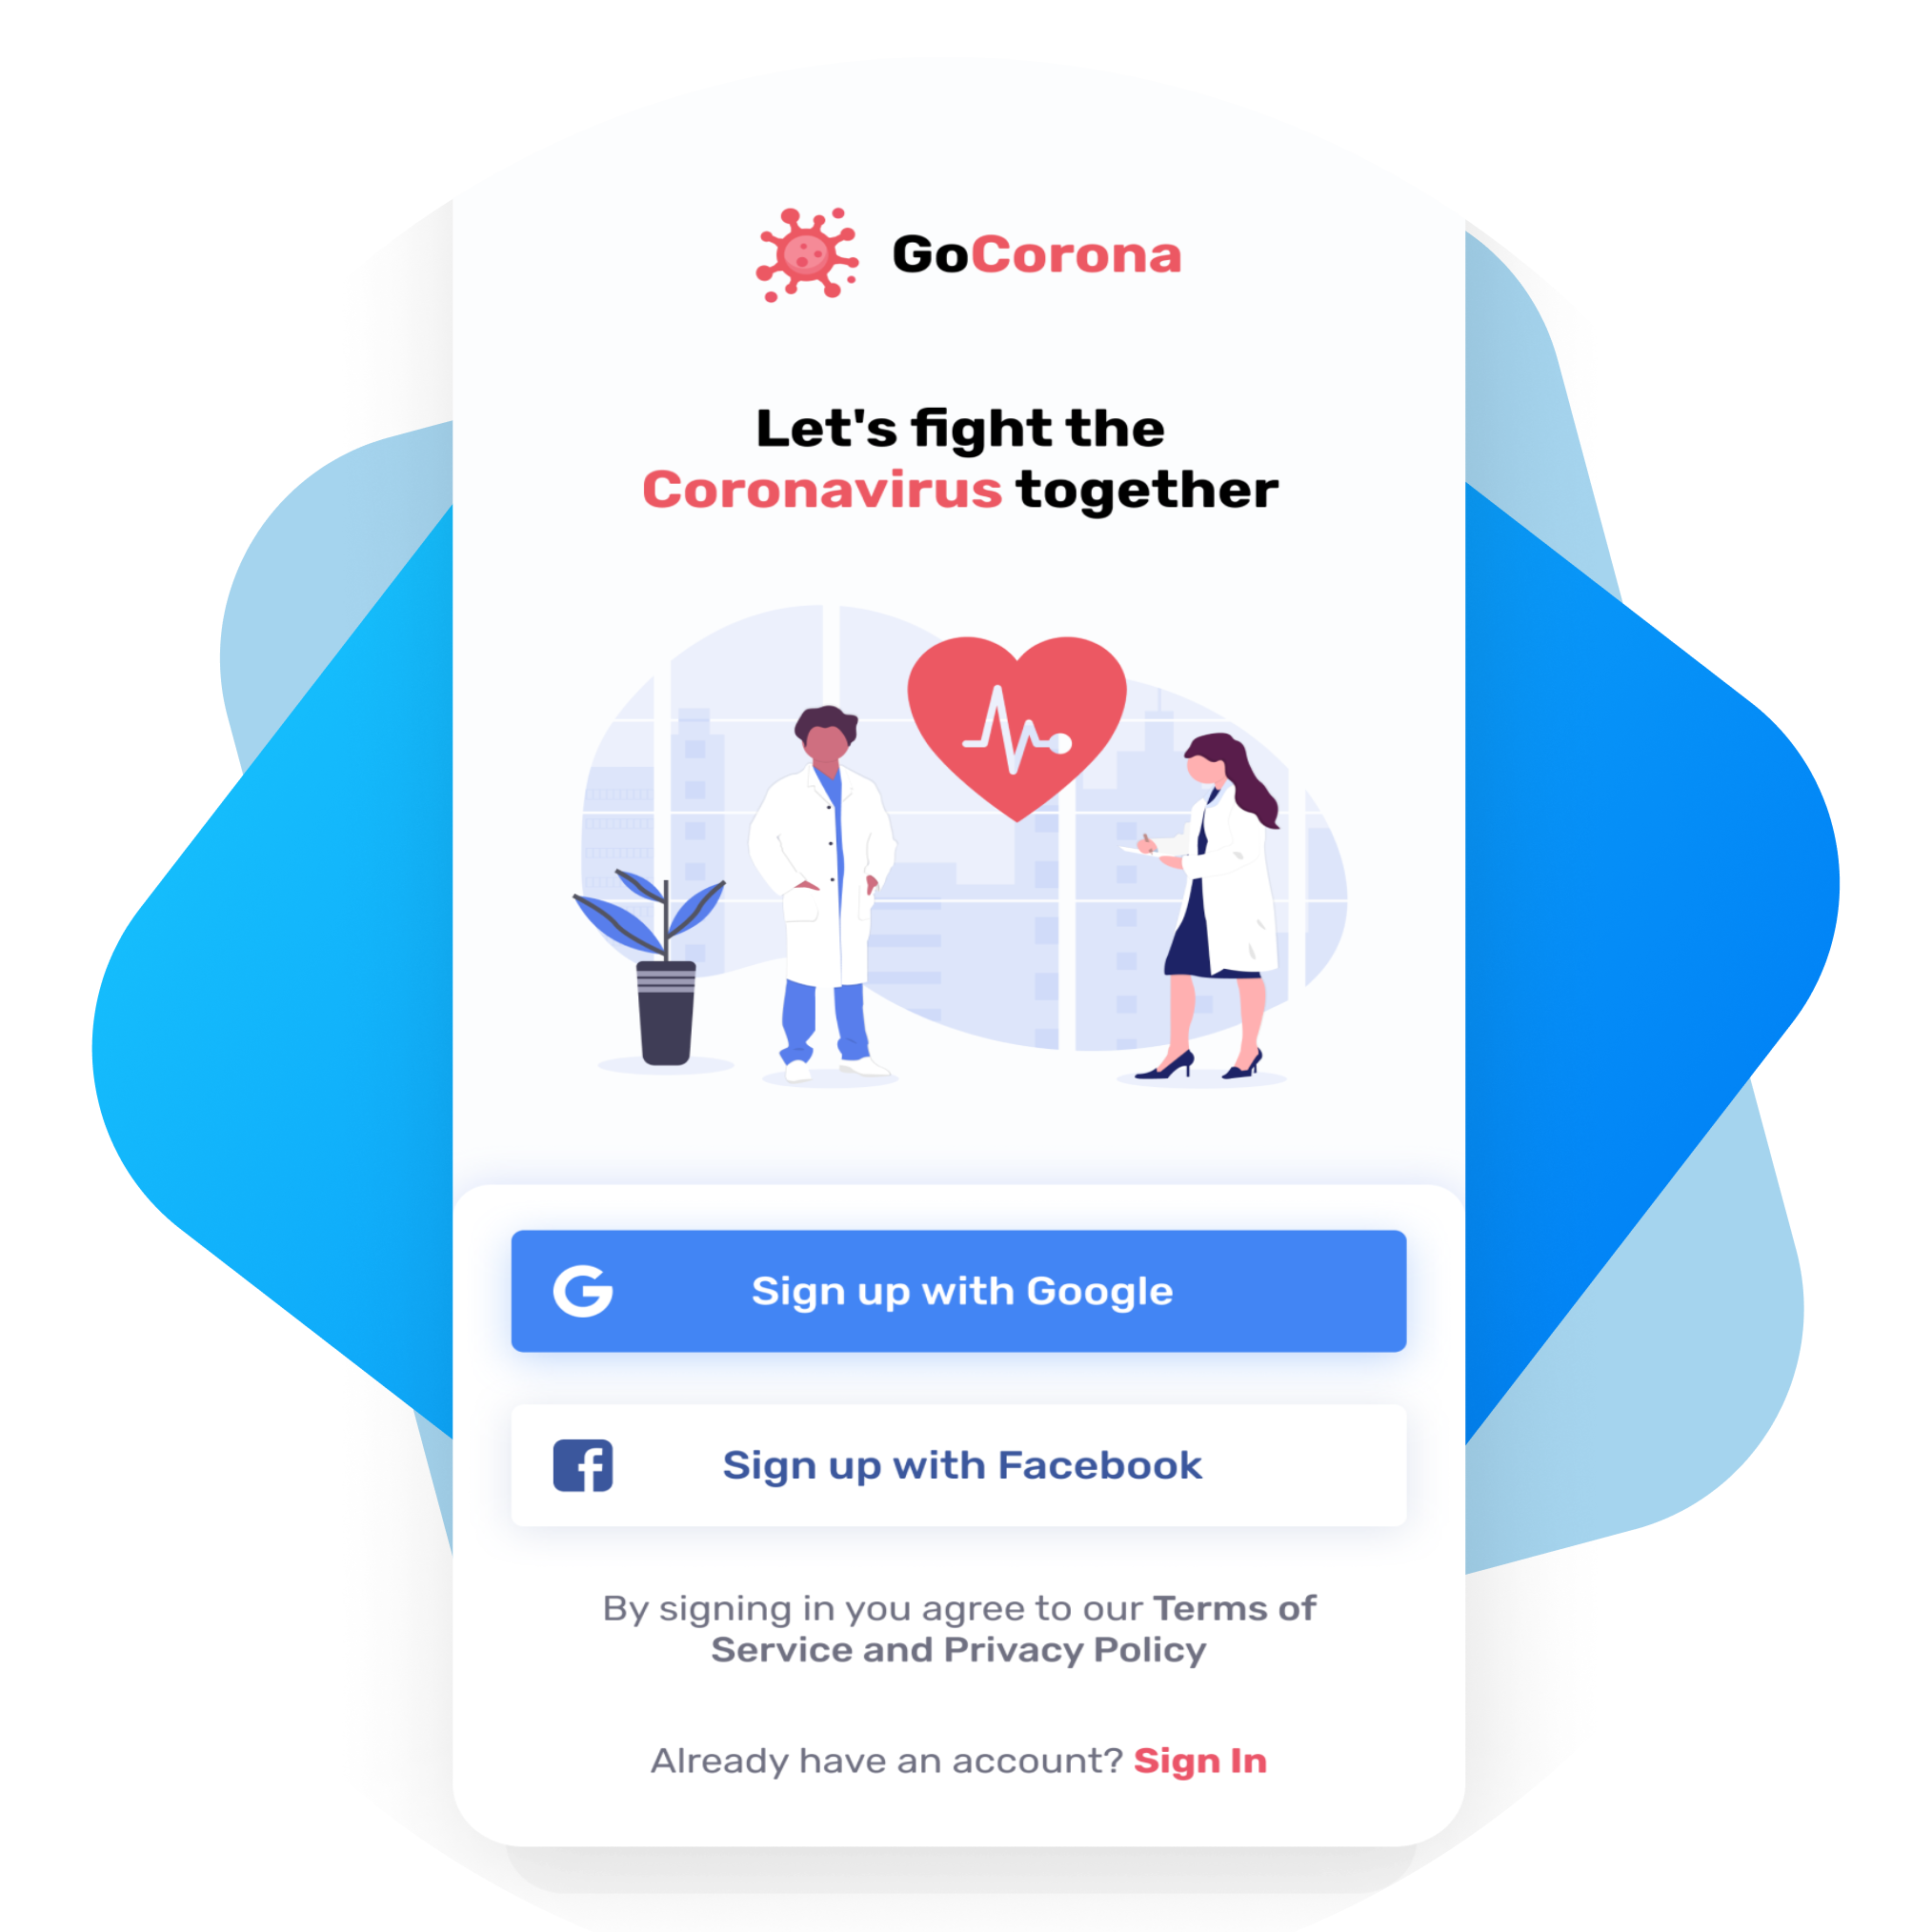 GoCorona
Let's fight the
Coronavirus together
Sign up with Google
Sign up with Facebook
By signing in you agree to our Terms of
Service and Privacy Policy
Already have an account? Sign In